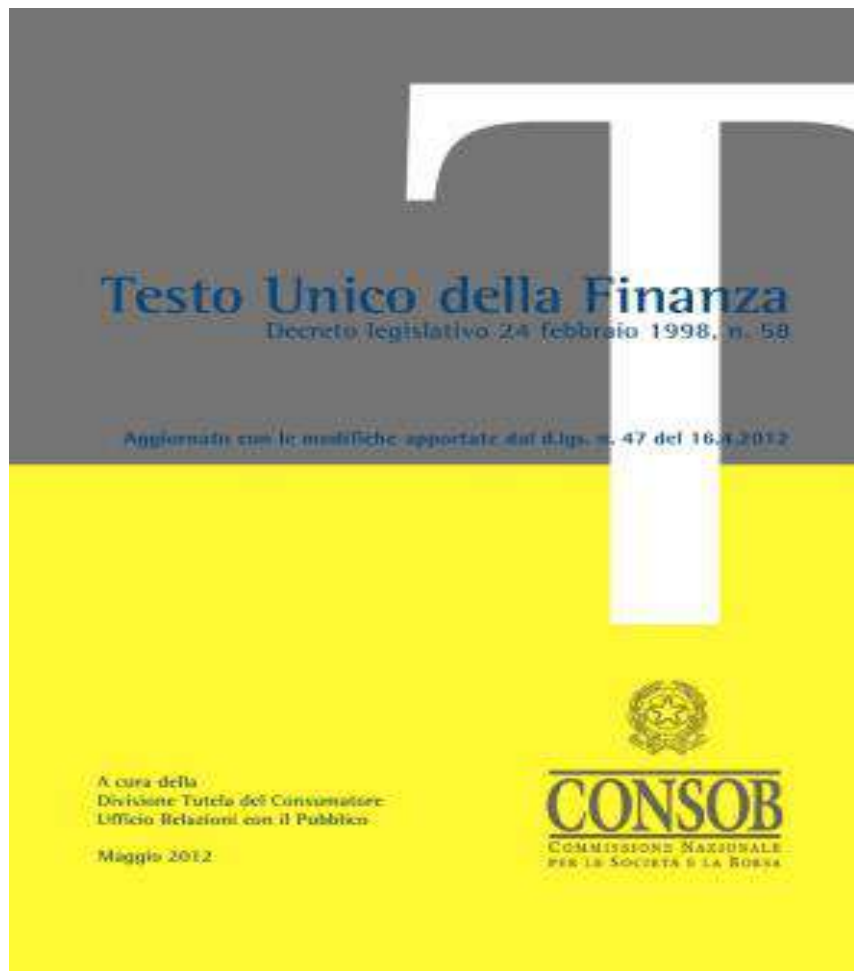 T
Testo Unico della Finanza
Decreto legislativo 24 febbraio 1998, n. 58
Aggiornato con le modifiche apportate dal d.lgs. n. 47 del 16.4.2012
A cura della
Divisione Tutela del Consumatore
Ufficio Relazioni con il Pubblico
Maggio 2012
CONSOB
COMMISSIONE NAZIONALE
PER LE SOCIETÀ E LA BORSA